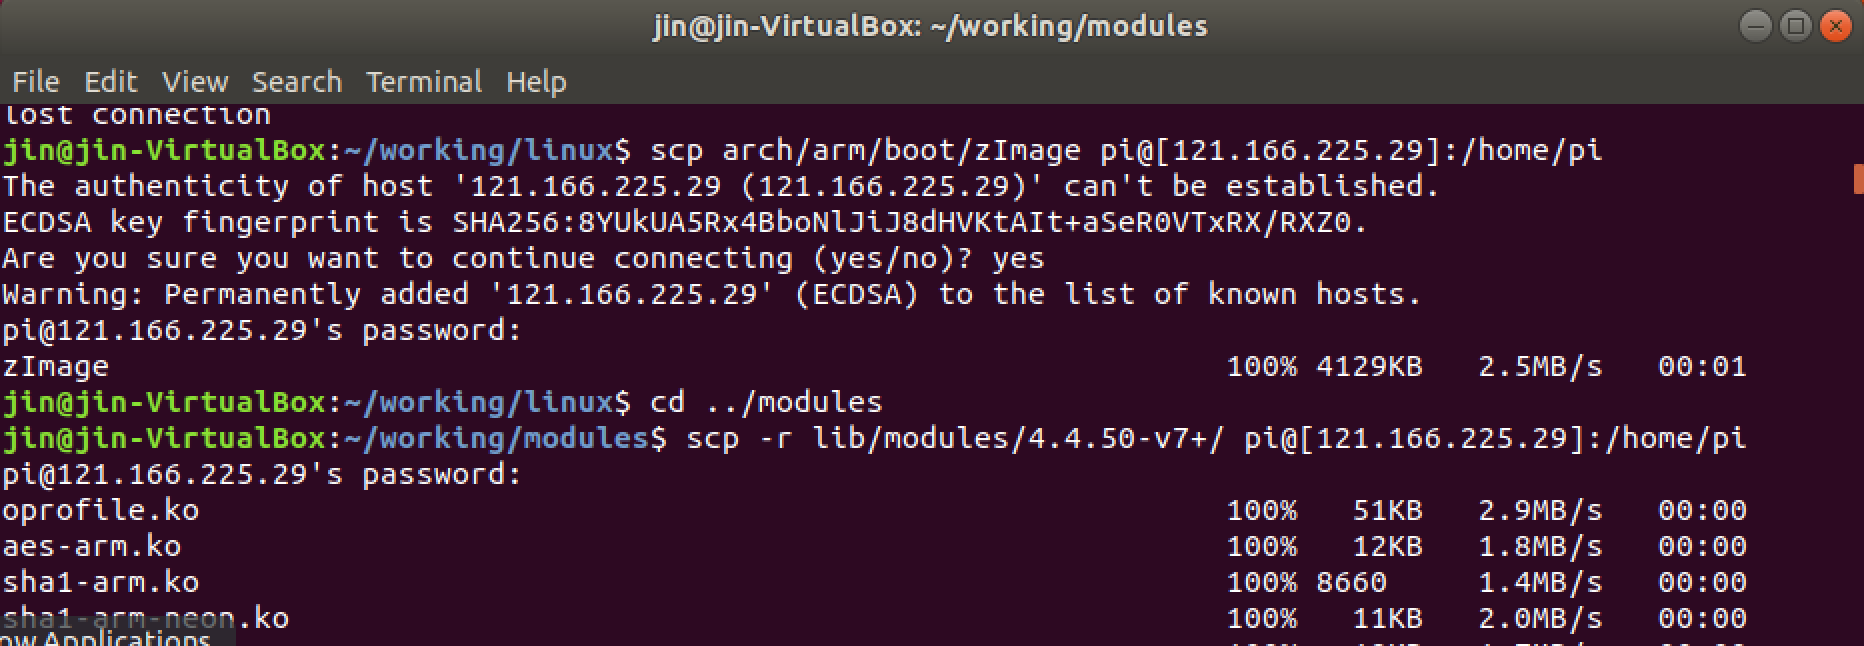 jin@jin-VirtualBox: ~/working/modules
File Edit View Search Terminal Help
lost connection
jin@jin-VirtualBox:~/working/linux$ scp arch/arm/boot/zImage pi@[121.166.225.29]:/home/pi
The authenticity of host '121.166.225.29 (121.166.225.29)' can't be established.
ECDSA key fingerprint is SHA256:8YUkUA5Rx4BboNlJiJ8dHVKtAIt+aSeR0VTxRX/RXZ0.
Are you sure you want to continue connecting (yes/no)? yes
Warning: Permanently added '121.166.225.29' (ECDSA) to the list of known hosts.
pi@121.166.225.29's password:
zImage 100% 4129KB 2.5MB/s 00:01
jin@jin-VirtualBox:~/working/linux$ cd ../modules
jin@jin-VirtualBox:~/working/modules$ scp -r lib/modules/4.4.50-v7+/ pi@[121.166.225.29]:/home/pi
pi@121.166.225.29's password:
oprofile.ko 100% 51KB 2.9MB/s 00:00
aes-arm.ko 100% 12KB 1.8MB/s 00:00
sha1-arm.ko 100% 8660 1.4MB/s 00:00
sha1-arm-neon.ko 100% 11KB 2.0MB/s 00:00
ow Applications